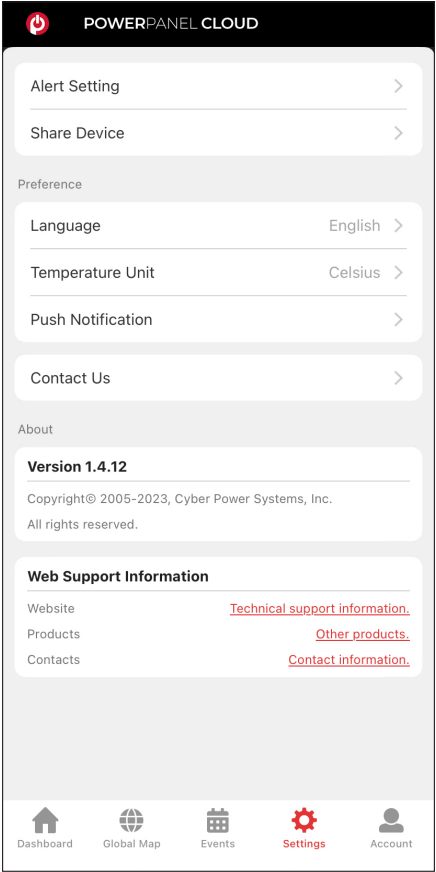 POWERPANEL CLOUD
Alert Setting
Share Device
Preference
Language English
Temperature Unit Celsius
Push Notification
Contact Us
About
Version 1.4.12
Copyright© 2005-2023, Cyber Power Systems, Inc.
All rights reserved.
Web Support Information
Website Technical support information.
Products Other products.
Contacts Contact information.
Dashboard Global Map Events Settings Account